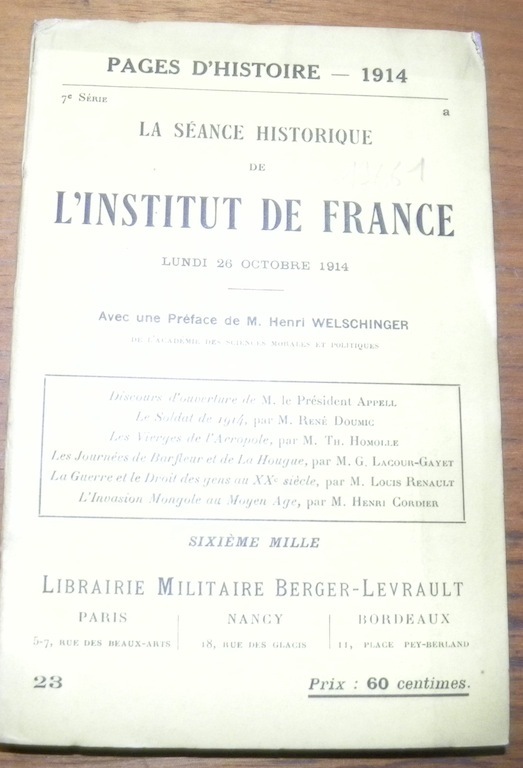 PAGES D'HISTOIRE — 1914
7e SÉRIE a
LA SÉANCE HISTORIQUE
DE
L'INSTITUT DE FRANCE
LUNDI 26 OCTOBRE 1914
Avec une Préface de M. Henri WELSCHINGER
DE L'ACADÉMIE DES SCIENCES MORALES ET POLITIQUES
Discours d'ouverture de M. le Président APPELL
Le Soldat de 1914, par M. RENÉ DOUMIC
Les Vierges de l'Acropole, par M. TH. HOMOLLE
Les Journées de Barfleur et de La Hougue, par M. G. LACOUR-GAYET
La Guerre et le Droit des gens au XXe siècle, par M. LOUIS RENAULT
L'Invasion Mongole au Moyen Age, par M. HENRI CORDIER
SIXIÈME MILLE
LIBRAIRIE MILITAIRE BERGER-LEVRAULT
PARIS NANCY BORDEAUX
5-7, RUE DES BEAUX-ARTS 18, RUE DES GLACIS 11, PLACE PEY-BERLAND
23 Prix : 60 centimes.